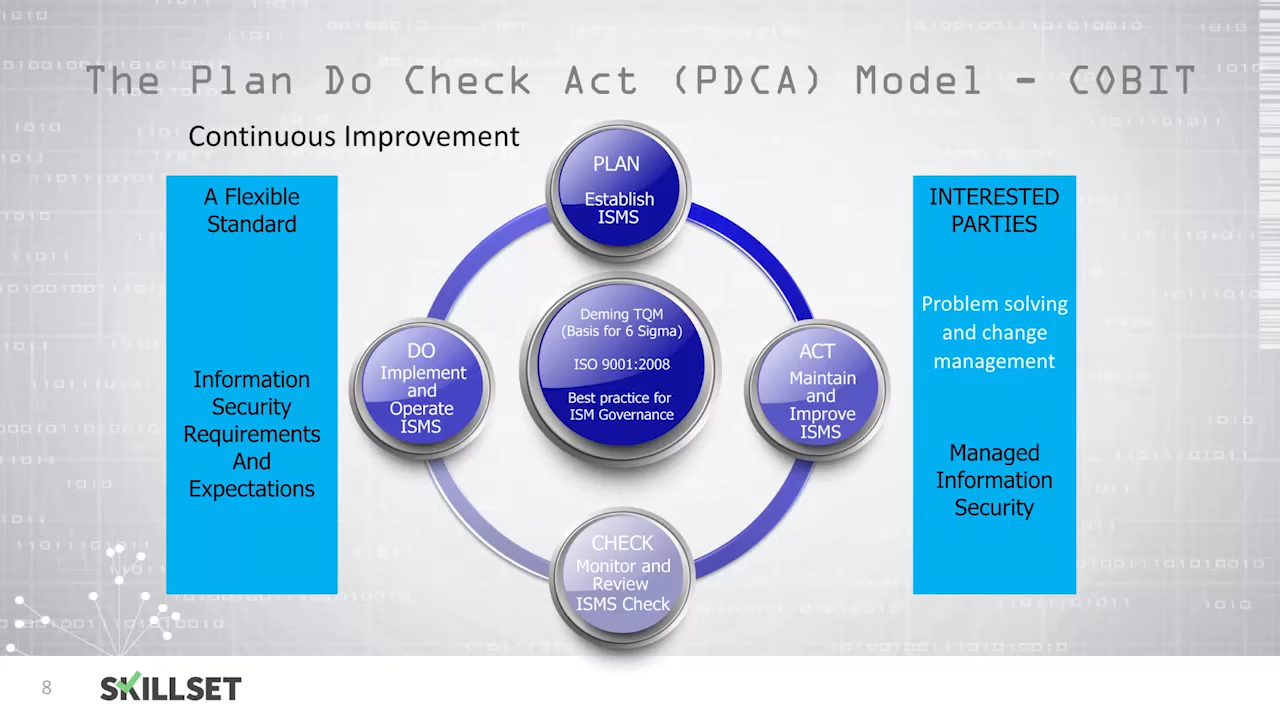 The Plan Do Check Act (PDCA) Model - COBIT
Continuous Improvement
A Flexible
Standard
Information
Security
Requirements
And
Expectations
PLAN
Establish
ISMS
DO
Implement
and
Operate
ISMS
Deming TQM
(Basis for 6 Sigma)
ISO 9001:2008
Best practice for
ISM Governance
ACT
Maintain
and
Improve
ISMS
CHECK
Monitor and
Review
ISMS Check
INTERESTED
PARTIES
Problem solving
and change
management
Managed
Information
Security
8
SKILLSET